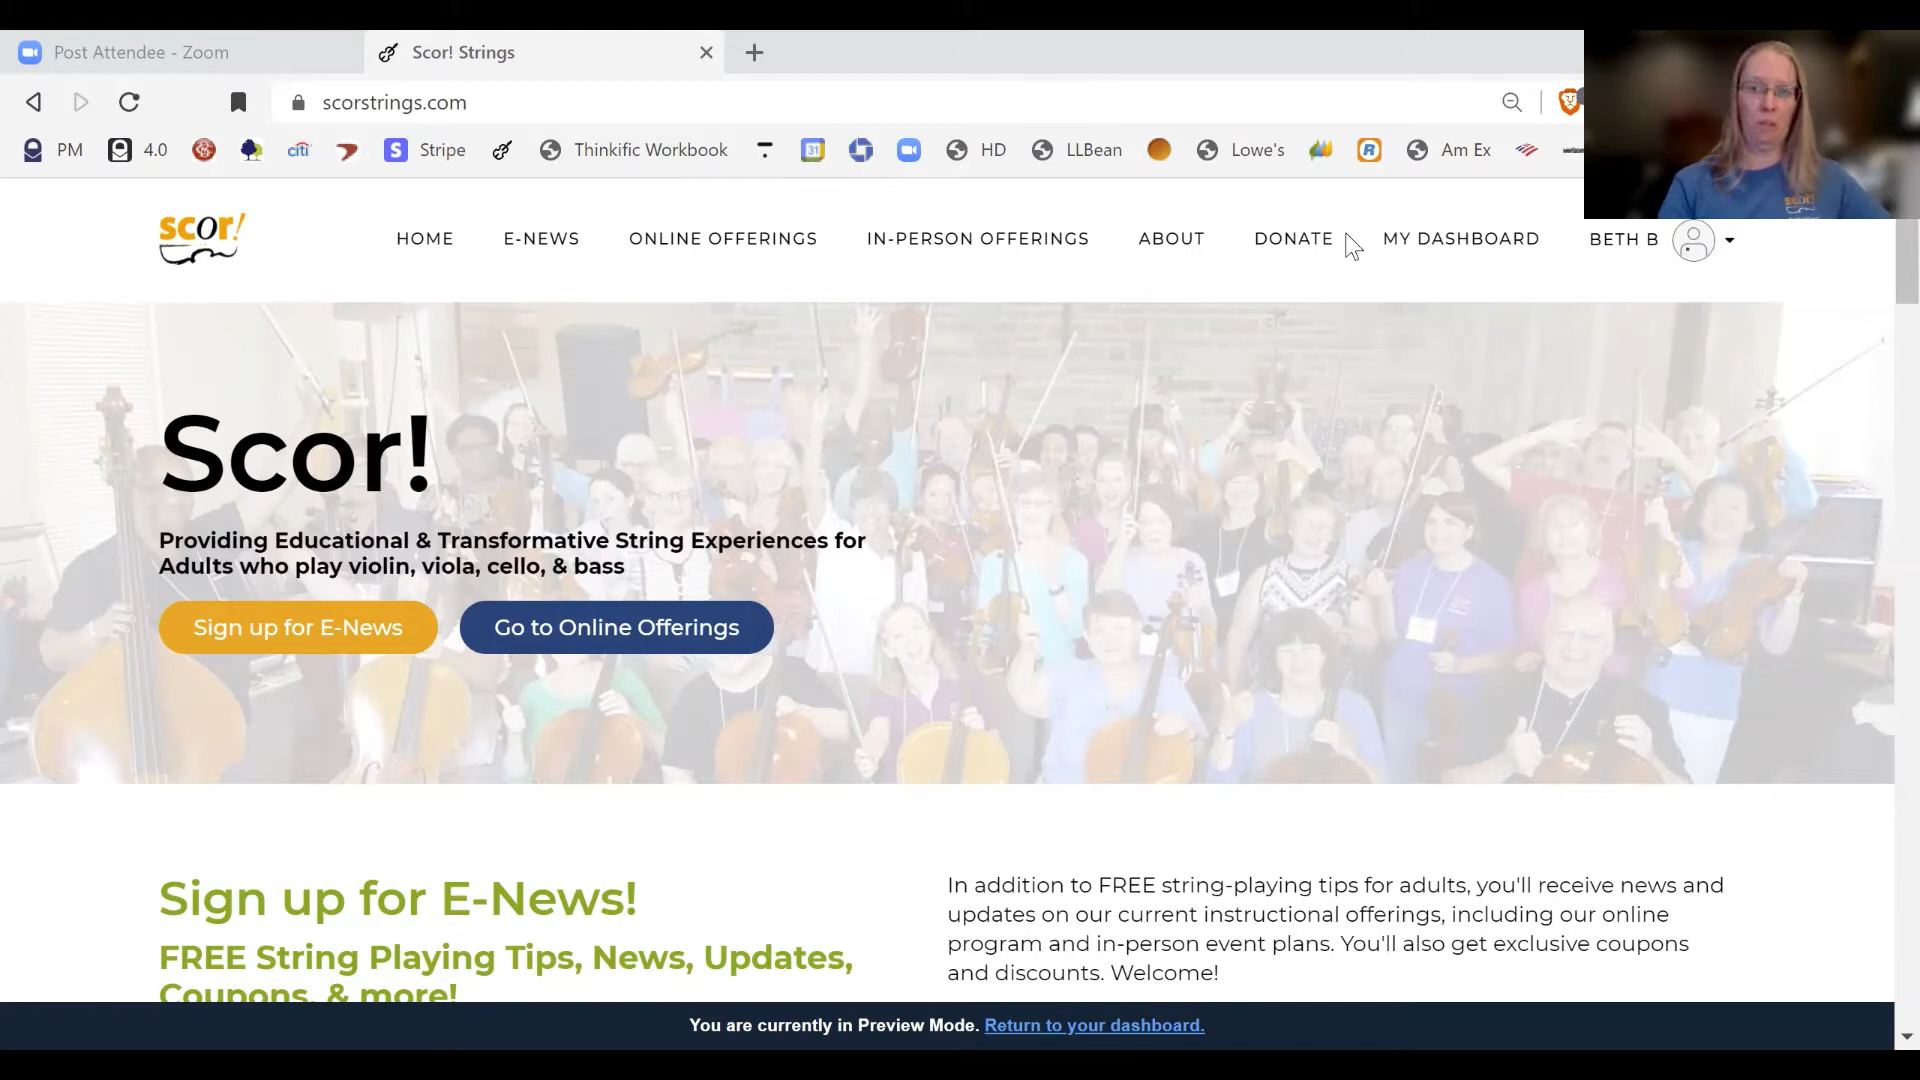 Post Attendee - Zoom
Scor! Strings
scorstrings.com
PM
4.0
citi
S
Stripe
Thinkific Workbook
31
HD
LLBean
Lowe's
R
Am Ex
scor!
HOME
E-NEWS
ONLINE OFFERINGS
IN-PERSON OFFERINGS
ABOUT
DONATE
MY DASHBOARD
BETH B
Scor!
Providing Educational & Transformative String Experiences for
Adults who play violin, viola, cello, & bass
Sign up for E-News
Go to Online Offerings
Sign up for E-News!
FREE String Playing Tips, News, Updates,
Coupons, & more!
In addition to FREE string-playing tips for adults, you'll receive news and
updates on our current instructional offerings, including our online
program and in-person event plans. You'll also get exclusive coupons
and discounts. Welcome!
You are currently in Preview Mode. Return to your dashboard.